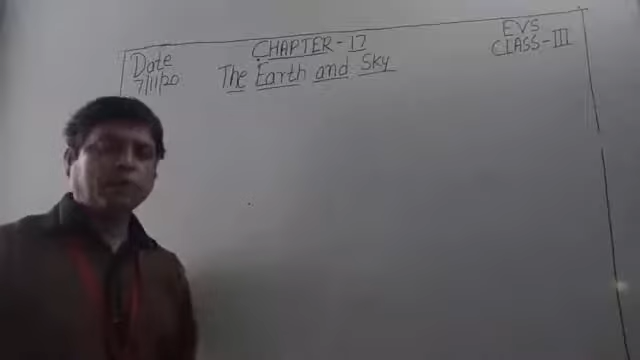 Date
7/11/20
CHAPTER - 17
The Earth and Sky
EVS
CLASS - III